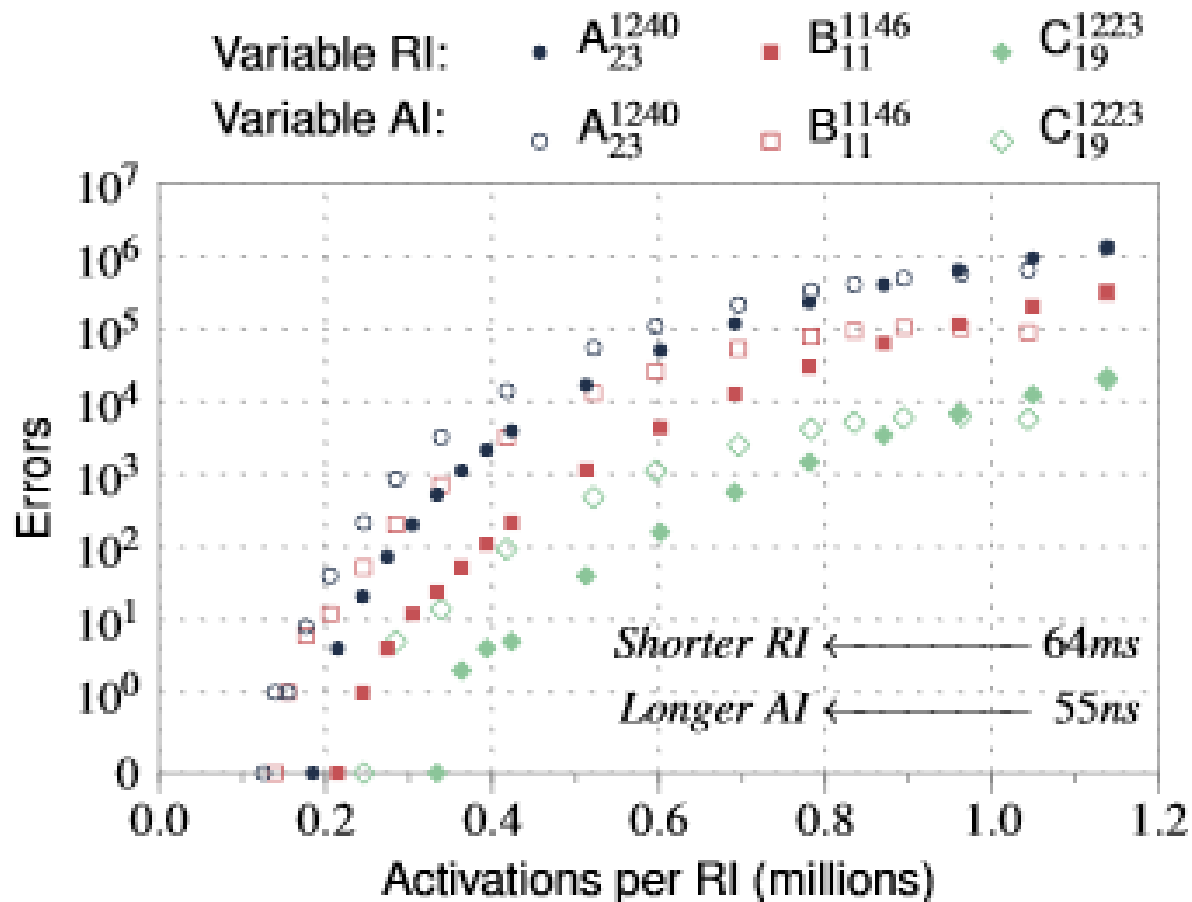 Variable RI: A₂₃¹²⁴⁰ B₁₁¹¹⁴⁶ C₁₉¹²²³
Variable AI: A₂₃¹²⁴⁰ B₁₁¹¹⁴⁶ C₁₉¹²²³
10⁷
10⁶
10⁵
10⁴
10³
10²
10¹
10⁰
0
Errors
Shorter RI 64ms
Longer AI 55ns
0.0 0.2 0.4 0.6 0.8 1.0 1.2
Activations per RI (millions)